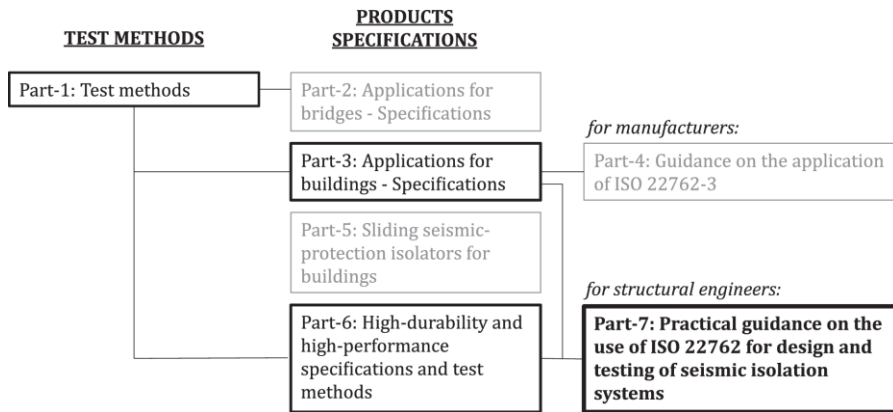 TEST METHODS
PRODUCTS
SPECIFICATIONS
Part-1: Test methods
Part-2: Applications for
bridges - Specifications
for manufacturers:
Part-3: Applications for
buildings - Specifications
Part-4: Guidance on the application
of ISO 22762-3
Part-5: Sliding seismic-
protection isolators for
buildings
for structural engineers:
Part-6: High-durability and
high-performance
specifications and test
methods
Part-7: Practical guidance on the
use of ISO 22762 for design and
testing of seismic isolation
systems